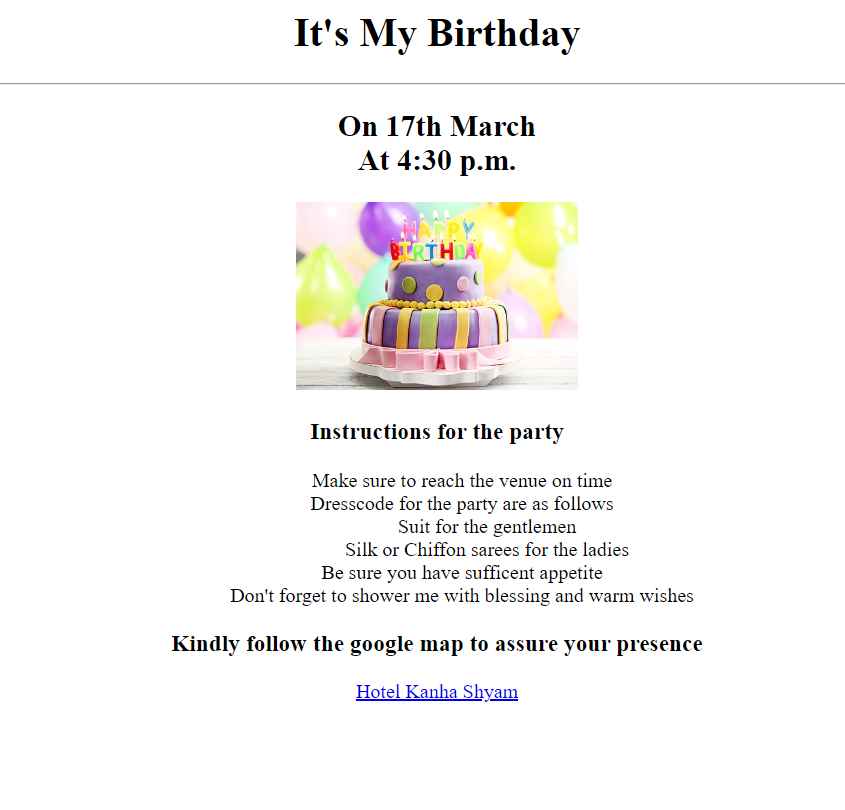 It's My Birthday
On 17th March
At 4:30 p.m.
HAPPY
BIRTHDAY
Instructions for the party
Make sure to reach the venue on time
Dresscode for the party are as follows
Suit for the gentlemen
Silk or Chiffon sarees for the ladies
Be sure you have sufficent appetite
Don't forget to shower me with blessing and warm wishes
Kindly follow the google map to assure your presence
Hotel Kanha Shyam